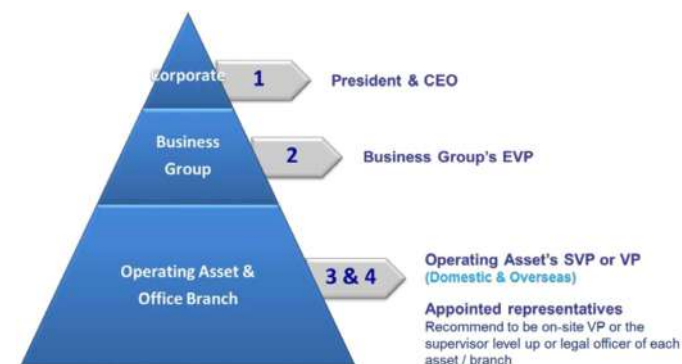 Corporate
1
President & CEO
Business
Group
2
Business Group's EVP
Operating Asset &
Office Branch
3 & 4
Operating Asset's SVP or VP
(Domestic & Overseas)
Appointed representatives
Recommend to be on-site VP or the
supervisor level up or legal officer of each
asset / branch